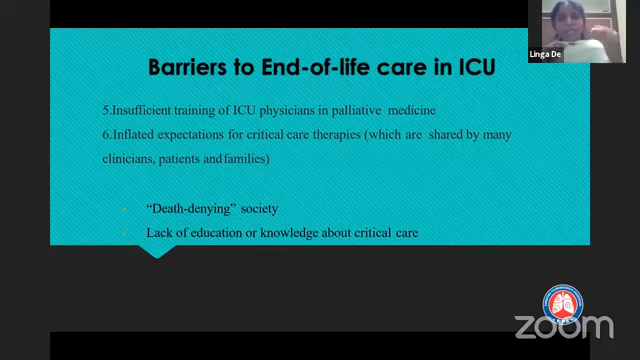 Linga De
Barriers to End-of-life care in ICU
5.Insufficient training of ICU physicians in palliative medicine
6.Inflated expectations for critical care therapies (which are shared by many
clinicians, patients and families)
“Death-denying” society
Lack of education or knowledge about critical care
zoom